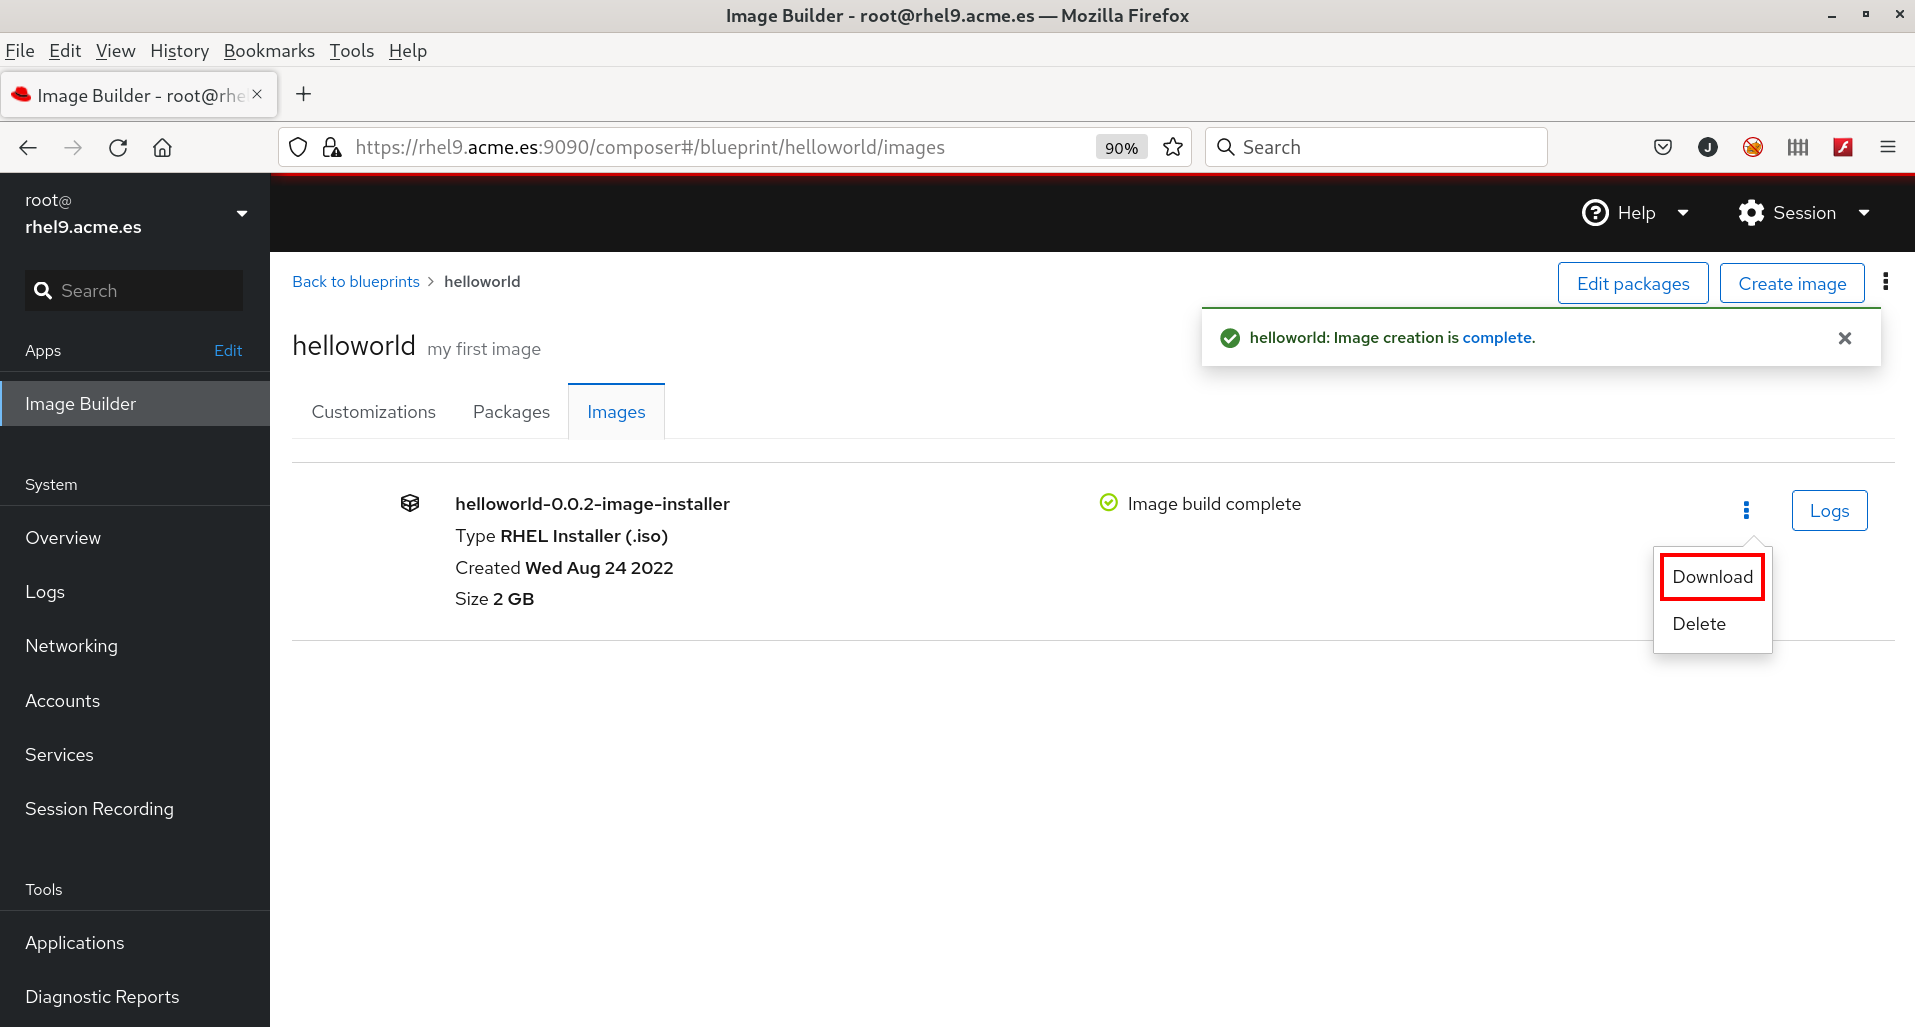 Image Builder - root@rhel9.acme.es — Mozilla Firefox
File Edit View History Bookmarks Tools Help
Image Builder - root@rhe
https://rhel9.acme.es:9090/composer#/blueprint/helloworld/images 90% Search
J
root@
rhel9.acme.es
Help Session
Search
Apps Edit
Image Builder
System
Overview
Logs
Networking
Accounts
Services
Session Recording
Tools
Applications
Diagnostic Reports
Back to blueprints > helloworld
Edit packages Create image
helloworld: Image creation is complete.
helloworld my first image
Customizations Packages Images
helloworld-0.0.2-image-installer
Type RHEL Installer (.iso)
Created Wed Aug 24 2022
Size 2 GB
Image build complete
Logs
Download
Delete